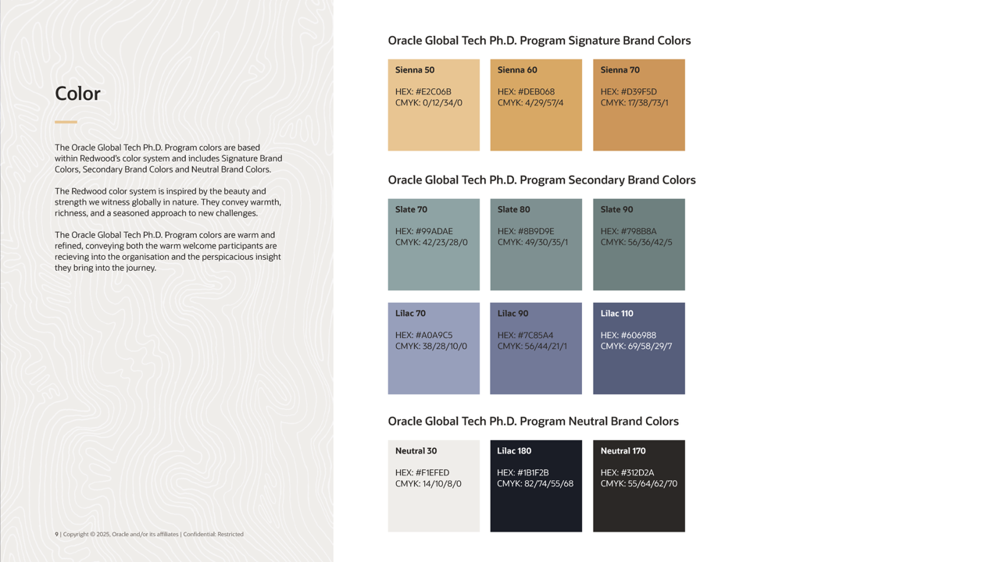 Color
The Oracle Global Tech Ph.D. Program colors are based
within Redwood's color system and includes Signature Brand
Colors, Secondary Brand Colors and Neutral Brand Colors.
The Redwood color system is inspired by the beauty and
strength we witness globally in nature. They convey warmth,
richness, and a seasoned approach to new challenges.
The Oracle Global Tech Ph.D. Program colors are warm and
refined, conveying both the warm welcome participants are
recieving into the organisation and the perspicacious insight
they bring into the journey.
9 | Copyright © 2025, Oracle and/or its affiliates | Confidential: Restricted
Oracle Global Tech Ph.D. Program Signature Brand Colors
Sienna 50
HEX: #E2C06B
CMYK: 0/12/34/0
Sienna 60
HEX: #DEB068
CMYK: 4/29/57/4
Sienna 70
HEX: #D39F5D
CMYK: 17/38/73/1
Oracle Global Tech Ph.D. Program Secondary Brand Colors
Slate 70
HEX: #99ADAE
CMYK: 42/23/28/0
Slate 80
HEX: #8B9D9E
CMYK: 49/30/35/1
Slate 90
HEX: #798B8A
CMYK: 56/36/42/5
Lilac 70
HEX: #A0A9C5
CMYK: 38/28/10/0
Lilac 90
HEX: #7C85A4
CMYK: 56/44/21/1
Lilac 110
HEX: #606988
CMYK: 69/58/29/7
Oracle Global Tech Ph.D. Program Neutral Brand Colors
Neutral 30
HEX: #F1EFED
CMYK: 14/10/8/0
Lilac 180
HEX: #1B1F2B
CMYK: 82/74/55/68
Neutral 170
HEX: #312D2A
CMYK: 55/64/62/70